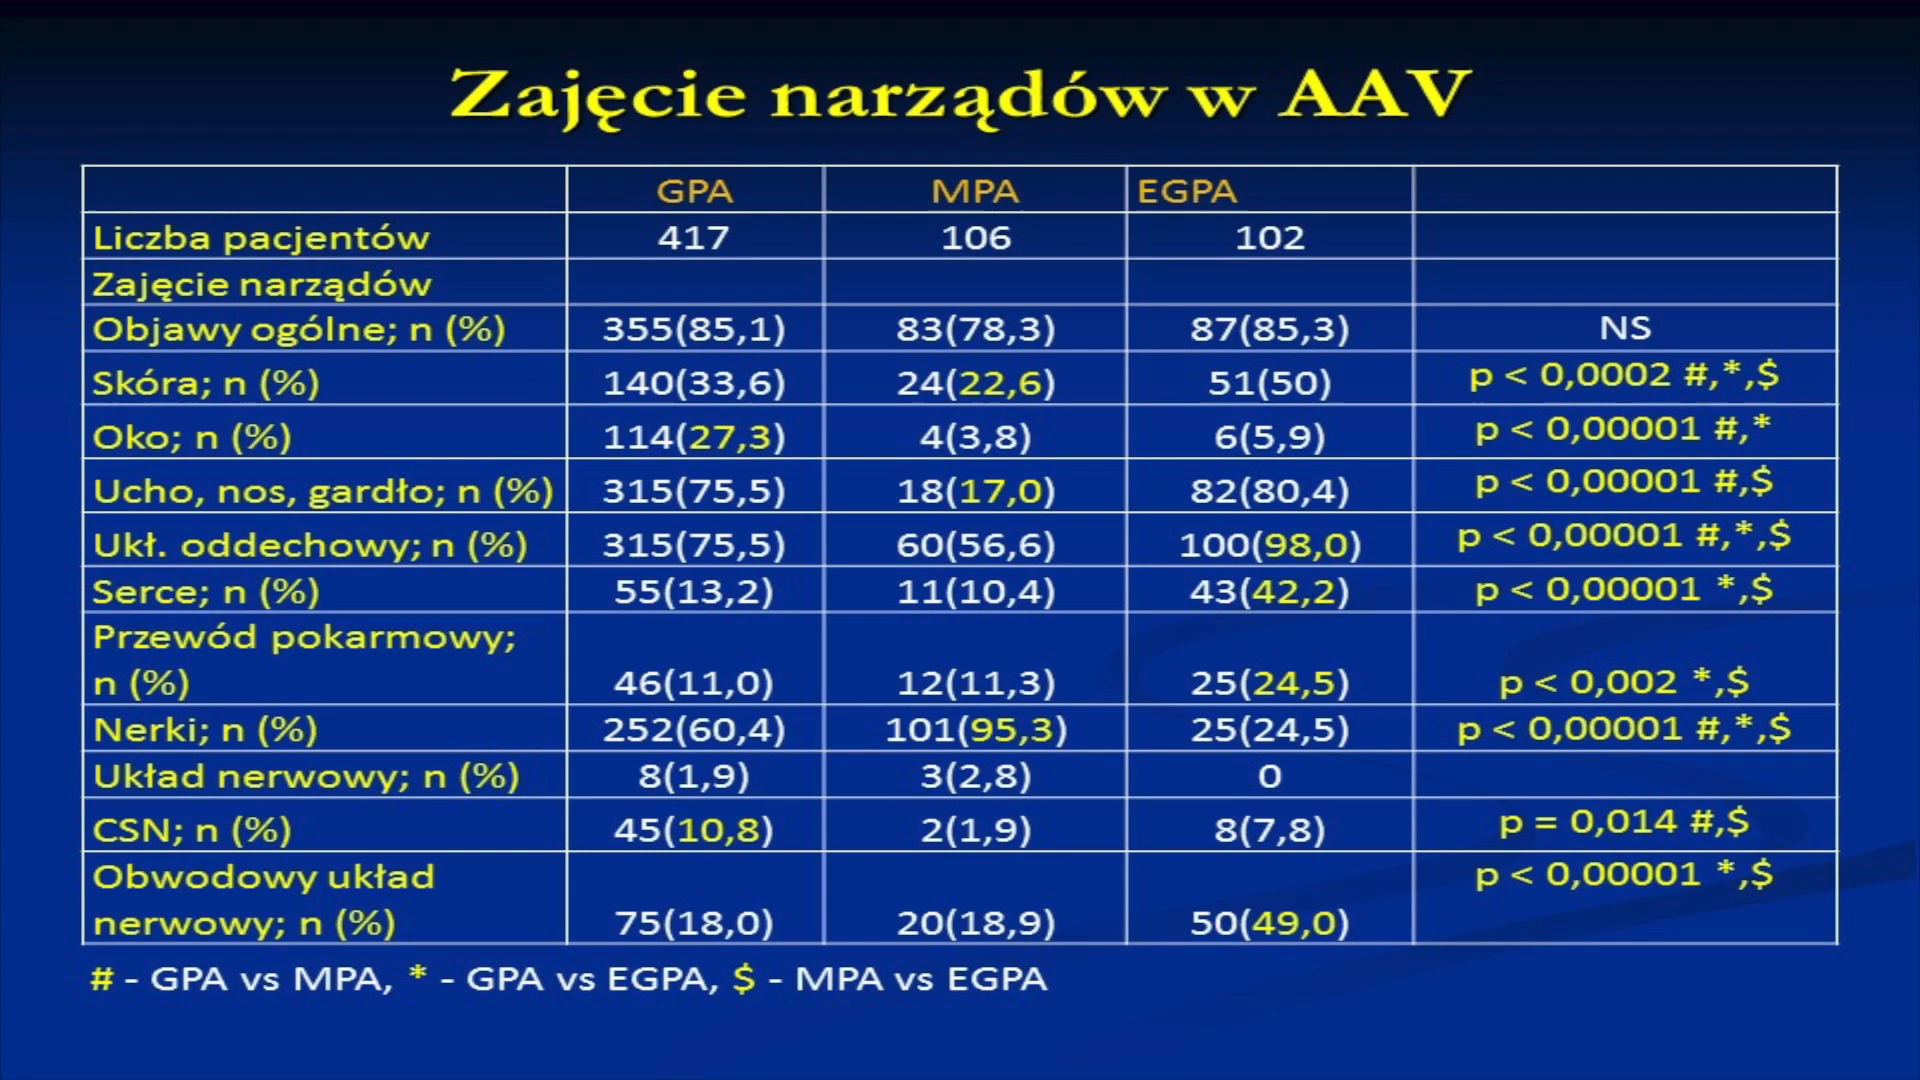 Zajęcie narządów w AAV
GPA MPA EGPA
Liczba pacjentów 417 106 102
Zajęcie narządów
Objawy ogólne; n (%) 355(85,1) 83(78,3) 87(85,3) NS
Skóra; n (%) 140(33,6) 24(22,6) 51(50) p < 0,0002 #,*,$
Oko; n (%) 114(27,3) 4(3,8) 6(5,9) p < 0,00001 #,*
Ucho, nos, gardło; n (%) 315(75,5) 18(17,0) 82(80,4) p < 0,00001 #,$
Ukł. oddechowy; n (%) 315(75,5) 60(56,6) 100(98,0) p < 0,00001 #,*,$
Serce; n (%) 55(13,2) 11(10,4) 43(42,2) p < 0,00001 *,$
Przewód pokarmowy;
n (%) 46(11,0) 12(11,3) 25(24,5) p < 0,002 *,$
Nerki; n (%) 252(60,4) 101(95,3) 25(24,5) p < 0,00001 #,*,$
Układ nerwowy; n (%) 8(1,9) 3(2,8) 0
CSN; n (%) 45(10,8) 2(1,9) 8(7,8) p = 0,014 #,$
Obwodowy układ p < 0,00001 *,$
nerwowy; n (%) 75(18,0) 20(18,9) 50(49,0)
# - GPA vs MPA, * - GPA vs EGPA, $ - MPA vs EGPA